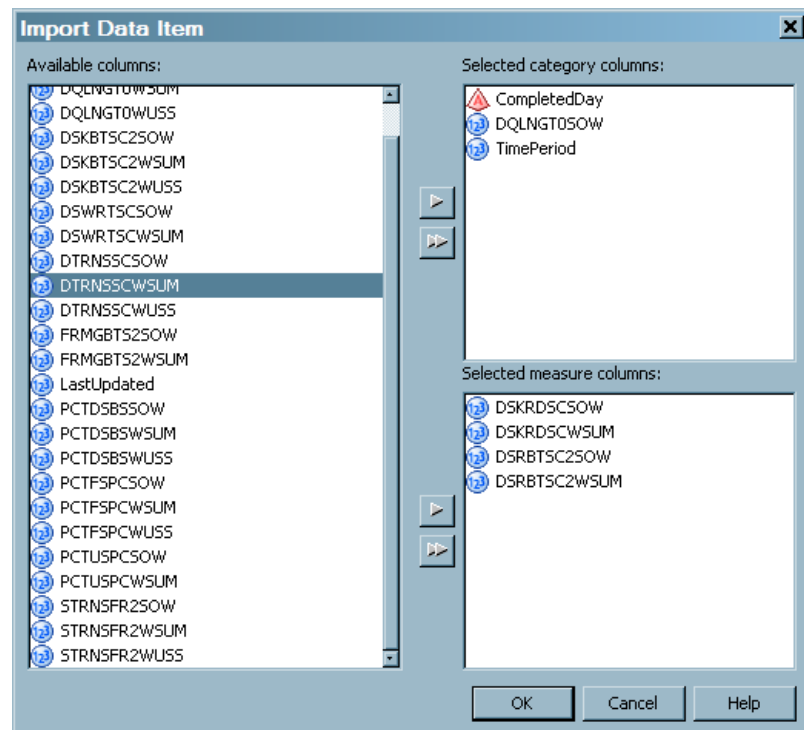 Import Data Item
Available columns:
DQLNGT0WSUM
DQLNGT0WUSS
DSKBTSC2SOW
DSKBTSC2WSUM
DSKBTSC2WUSS
DSWRTSCSOW
DSWRTSCWSUM
DTRNSSCSOW
DTRNSSCWSUM
DTRNSSCWUSS
FRMGBTS2SOW
FRMGBTS2WSUM
LastUpdated
PCTDSBSSOW
PCTDSBSWSUM
PCTDSBSWUSS
PCTFSPCSOW
PCTFSPCWSUM
PCTFSPCWUSS
PCTUSPCSOW
PCTUSPCWSUM
STRNSFR2SOW
STRNSFR2WSUM
STRNSFR2WUSS
Selected category columns:
CompletedDay
DQLNGT0SOW
TimePeriod
Selected measure columns:
DSKRDSCSOW
DSKRDSCWSUM
DSRBTSC2SOW
DSRBTSC2WSUM
OK
Cancel
Help